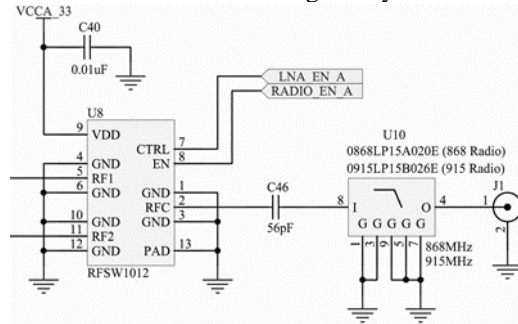 VCCA_33
C40
0.01uF
LNA_EN_A
RADIO_EN_A
U8
9 VDD
CTRL 7
EN 8
4 GND
5 RF1
6 GND
GND 1
RFC 2
GND 3
10 GND
11 RF2
12 GND
PAD 13
RFSW1012
C46
56pF
U10
0868LP15A020E (868 Radio)
0915LP15B026E (915 Radio)
8 I O 4
G G G G G
1 3 9 5 7
868MHz
915MHz
J1
1
2